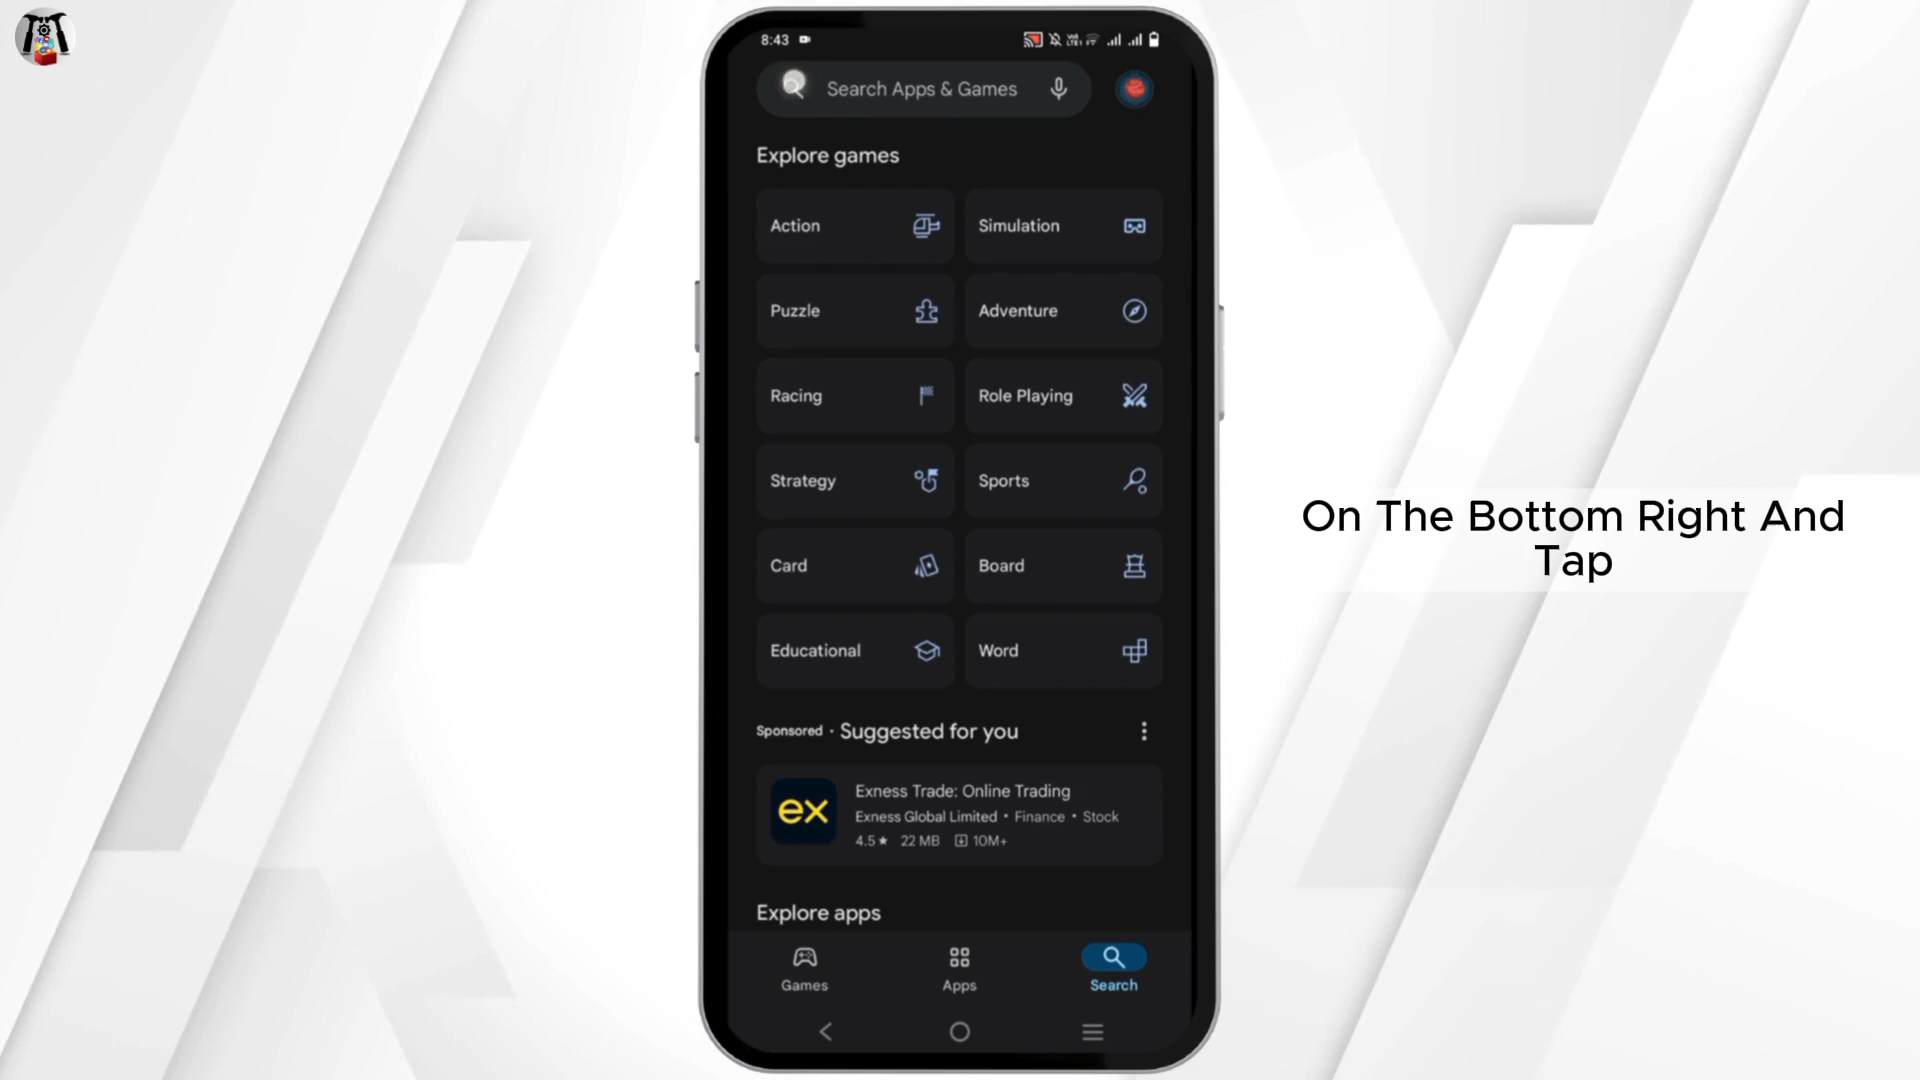 8:43
Search Apps & Games
Explore games
Action
Simulation
Puzzle
Adventure
Racing
Role Playing
Strategy
Sports
Card
Board
Educational
Word
Sponsored • Suggested for you
ex
Exness Trade: Online Trading
Exness Global Limited • Finance • Stock
4.5★ 22 MB 10M+
Explore apps
Games
Apps
Search
On The Bottom Right And
Tap